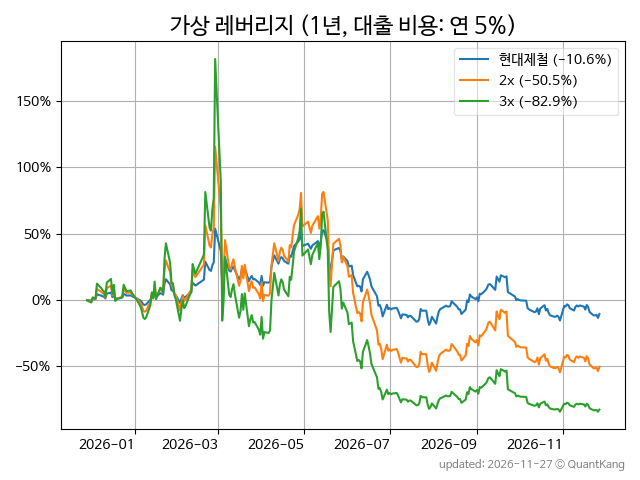 가상 레버리지 (1년, 대출 비용: 연 5%)
현대제철 (−10.6%)
2x (−50.5%)
3x (−82.9%)
150%
100%
50%
0%
−50%
2026-01 2026-03 2026-05 2026-07 2026-09 2026-11
updated: 2026-11-27 © QuantKang